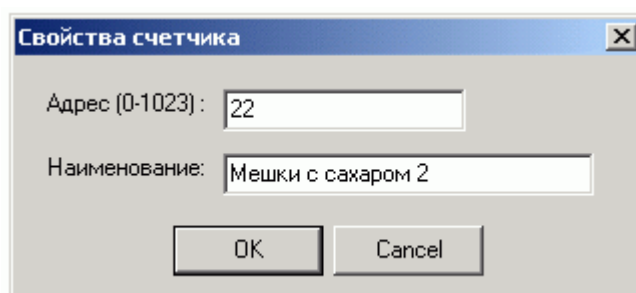 Свойства счетчика
Адрес (0-1023) : 22
Наименование: Мешки с сахаром 2
OK Cancel